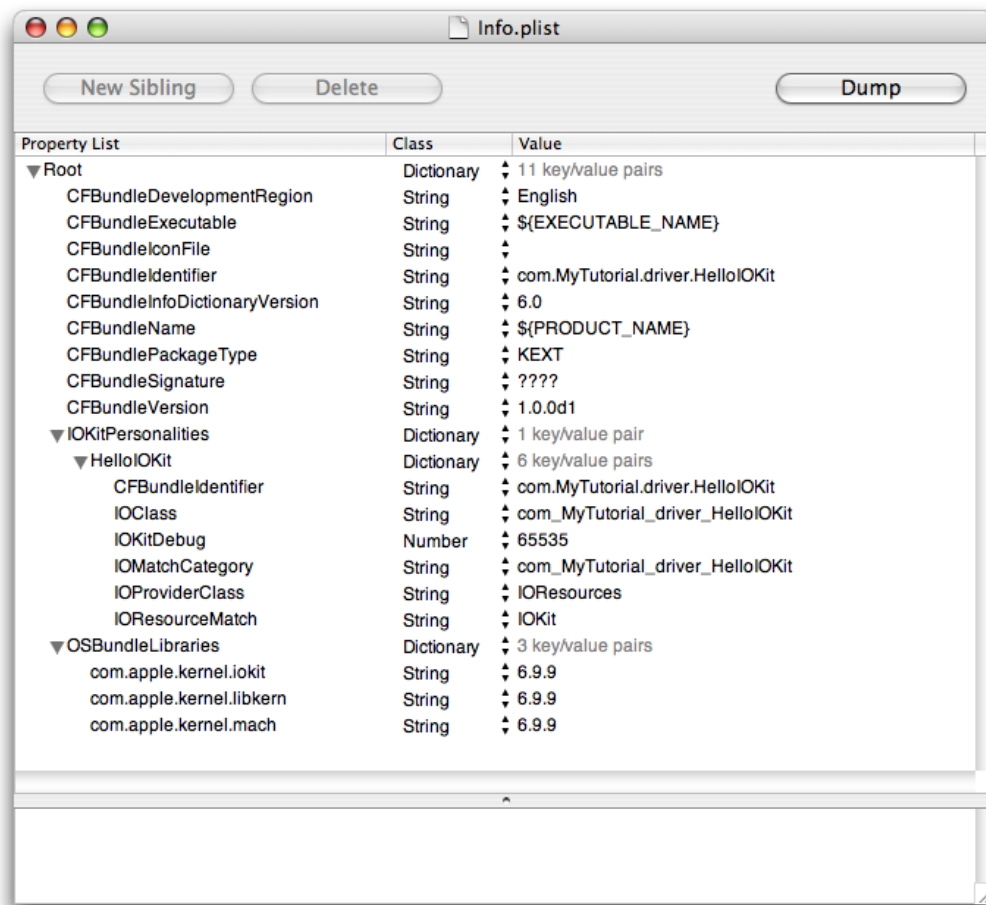 Info.plist
New Sibling Delete Dump
Property List Class Value
Root Dictionary 11 key/value pairs
CFBundleDevelopmentRegion String English
CFBundleExecutable String ${EXECUTABLE_NAME}
CFBundleIconFile String
CFBundleIdentifier String com.MyTutorial.driver.HelloIOKit
CFBundleInfoDictionaryVersion String 6.0
CFBundleName String ${PRODUCT_NAME}
CFBundlePackageType String KEXT
CFBundleSignature String ????
CFBundleVersion String 1.0.0d1
IOKitPersonalities Dictionary 1 key/value pair
HelloIOKit Dictionary 6 key/value pairs
CFBundleIdentifier String com.MyTutorial.driver.HelloIOKit
IOClass String com_MyTutorial_driver_HelloIOKit
IOKitDebug Number 65535
IOMatchCategory String com_MyTutorial_driver_HelloIOKit
IOProviderClass String IOResources
IOResourceMatch String IOKit
OSBundleLibraries Dictionary 3 key/value pairs
com.apple.kernel.iokit String 6.9.9
com.apple.kernel.libkern String 6.9.9
com.apple.kernel.mach String 6.9.9